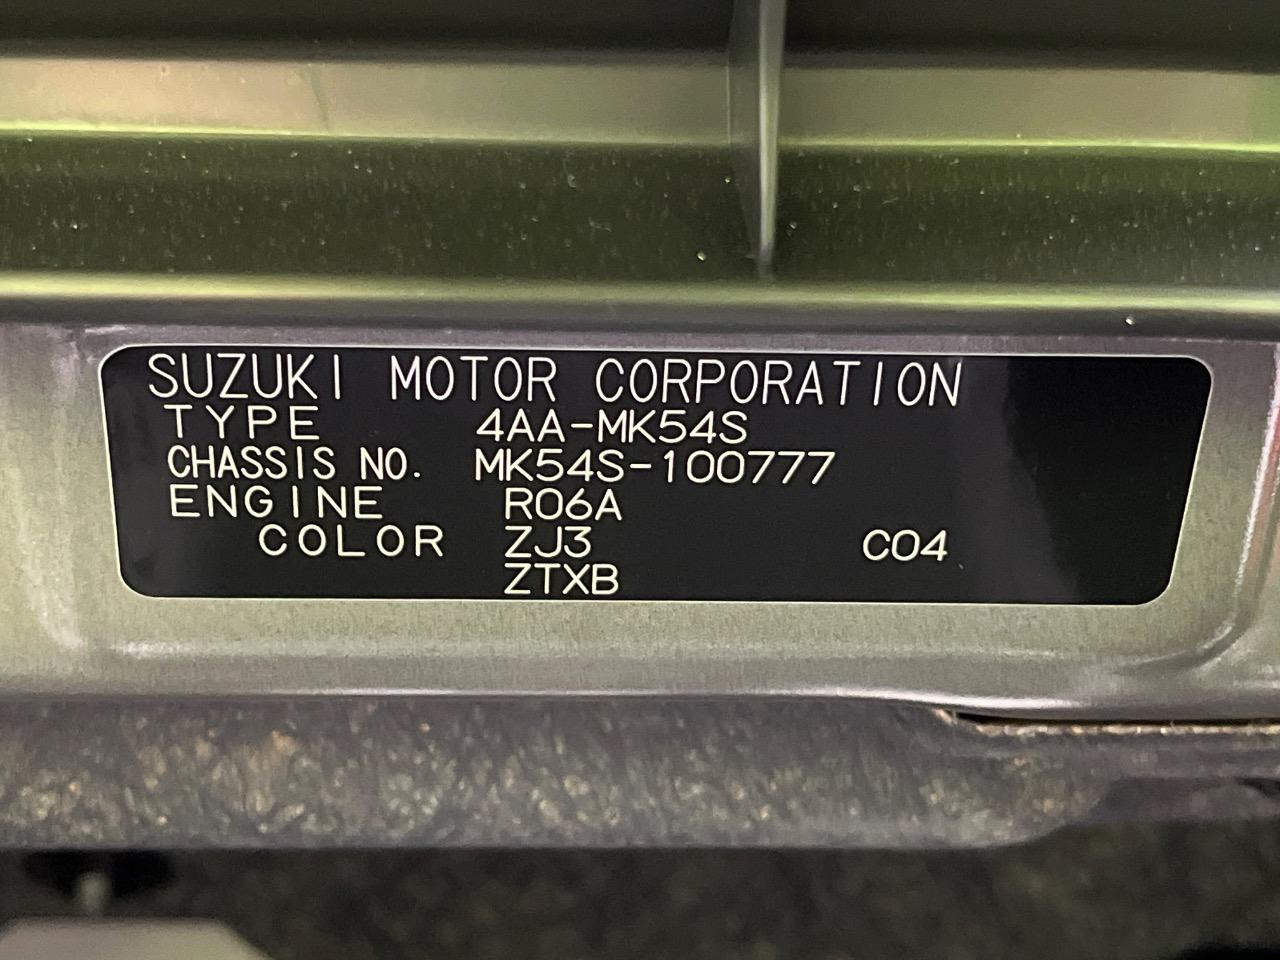 SUZUKI MOTOR CORPORATION
TYPE 4AA-MK54S
CHASSIS NO. MK54S-100777
ENGINE R06A
COLOR ZJ3 C04
ZTXB